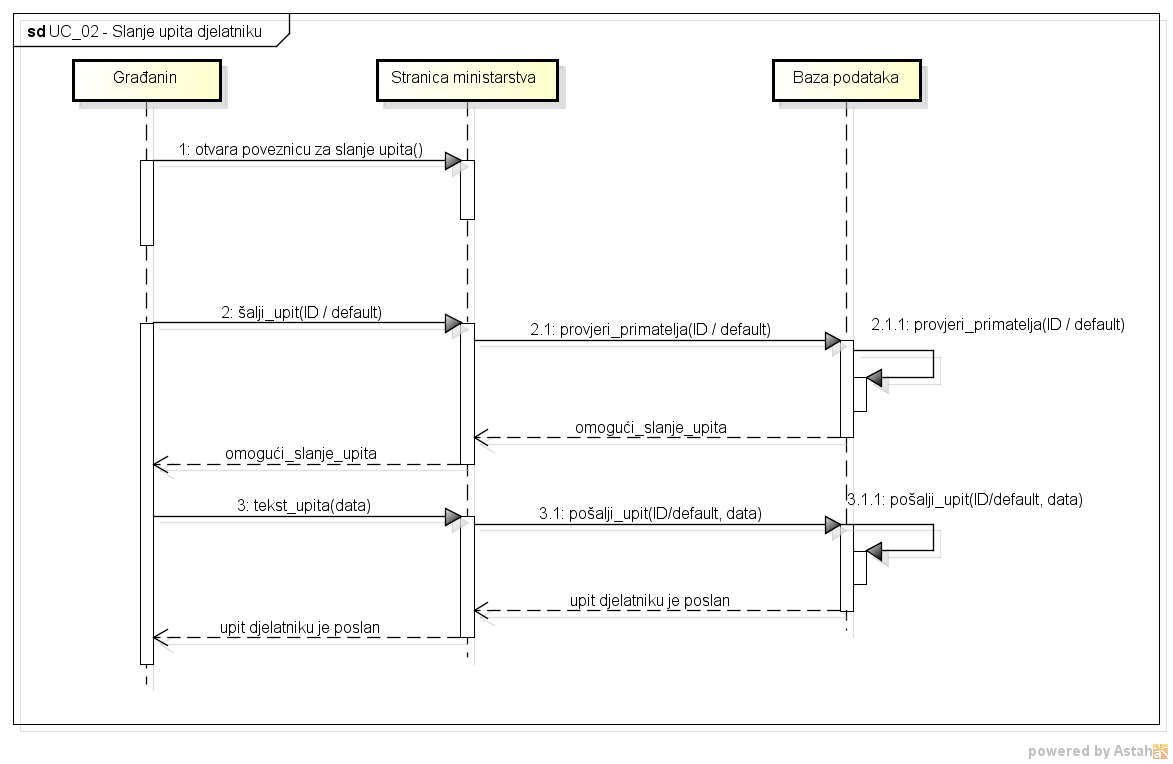 sd UC_02 - Slanje upita djelatniku
Građanin
Stranica ministarstva
Baza podataka
1: otvara poveznicu za slanje upita()
2: šalji_upit(ID / default)
2.1: provjeri_primatelja(ID / default)
2.1.1: provjeri_primatelja(ID / default)
omogući_slanje_upita
omogući_slanje_upita
3: tekst_upita(data)
3.1: pošalji_upit(ID/default, data)
3.1.1: pošalji_upit(ID/default, data)
upit djelatniku je poslan
upit djelatniku je poslan
powered by Astah